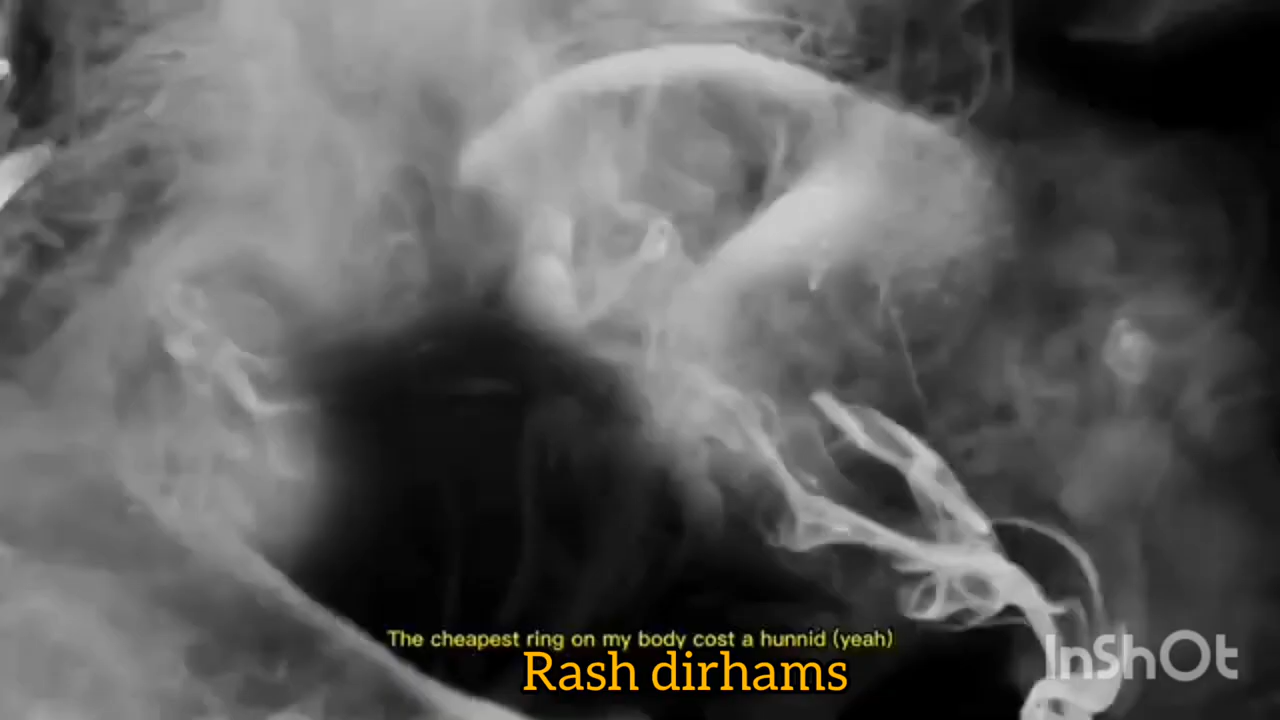 The cheapest ring on my body cost a hunnid (yeah)
Rash dirhams
InShOt